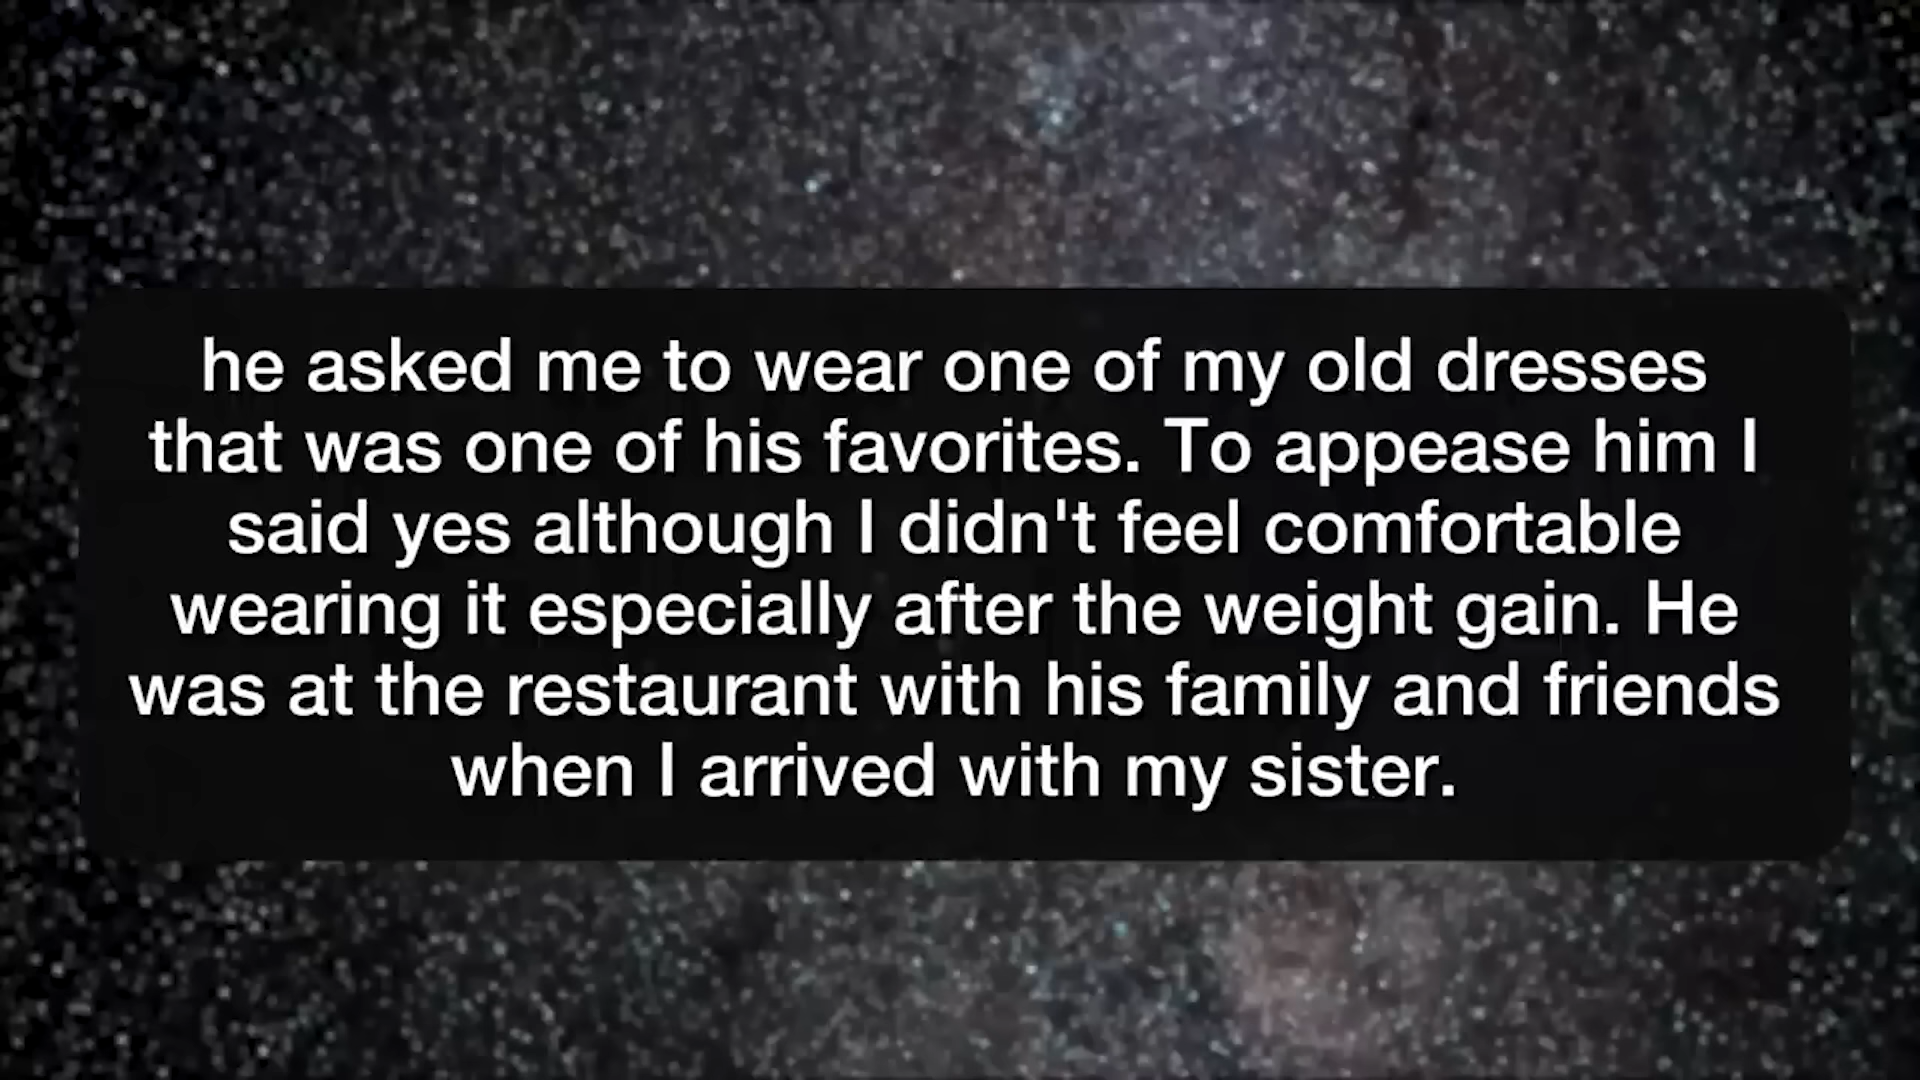 he asked me to wear one of my old dresses
that was one of his favorites. To appease him I
said yes although I didn't feel comfortable
wearing it especially after the weight gain. He
was at the restaurant with his family and friends
when I arrived with my sister.